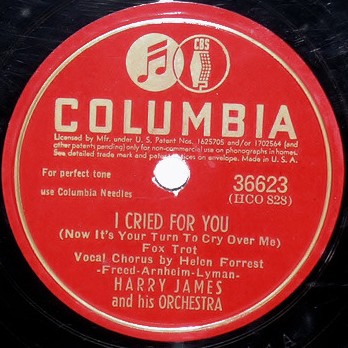 CBS
COLUMBIA
Licensed by Mfr. under U. S. Patent Nos. 1625705 and/or 1702564 (and
other patents pending) only for non-commercial use on phonographs in homes.
See detailed trade mark and patent notices on envelope. Made in U. S. A.
For perfect tone
use Columbia Needles
36623
(HCO 828)
I CRIED FOR YOU
(Now It's Your Turn To Cry Over Me)
Fox Trot
Vocal Chorus by Helen Forrest
-Freed-Arnheim-Lyman-
HARRY JAMES
and his ORCHESTRA